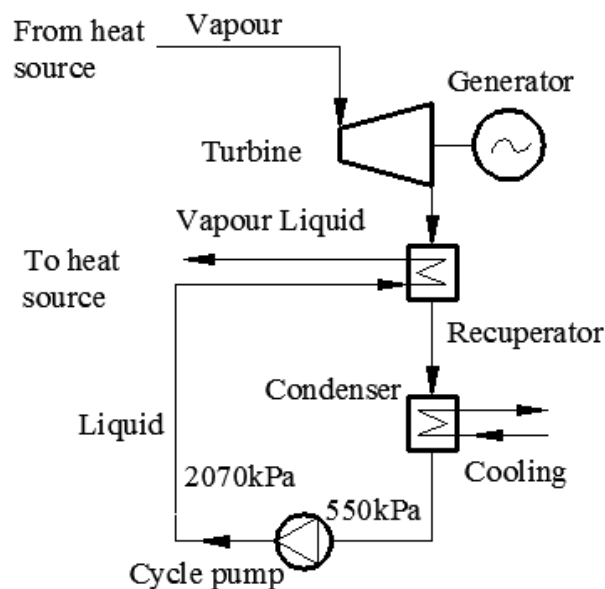 From heat
source
Vapour
Generator
Turbine
Vapour Liquid
To heat
source
Recuperator
Condenser
Liquid
Cooling
2070kPa
550kPa
Cycle pump